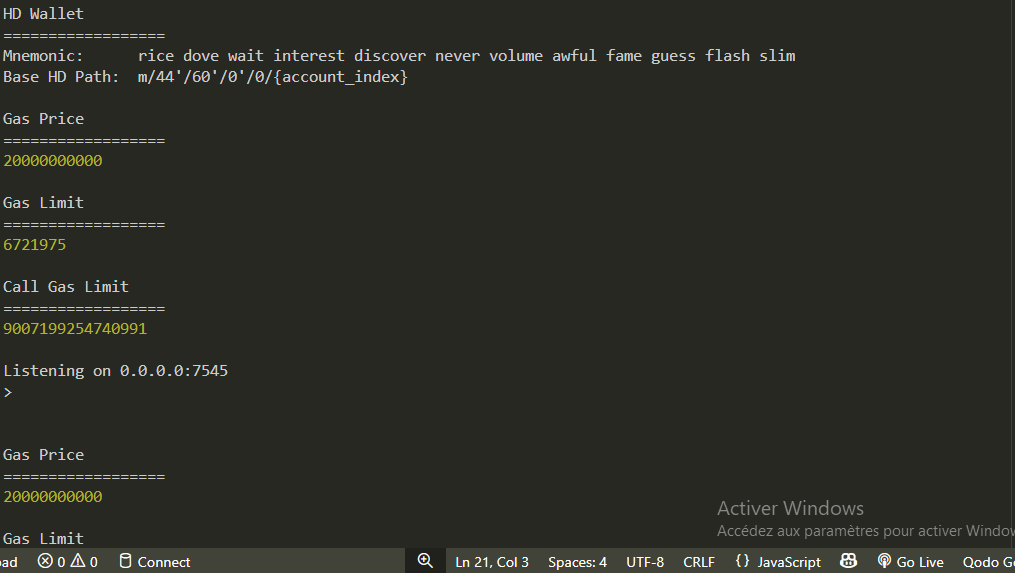 HD Wallet
==================
Mnemonic:      rice dove wait interest discover never volume awful fame guess flash slim
Base HD Path:  m/44'/60'/0'/0/{account_index}
Gas Price
==================
20000000000
Gas Limit
==================
6721975
Call Gas Limit
==================
9007199254740991
Listening on 0.0.0.0:7545
>
Gas Price
==================
20000000000
Gas Limit
Activer Windows
Accédez aux paramètres pour activer Window
0 0 Connect Ln 21, Col 3 Spaces: 4 UTF-8 CRLF {} JavaScript Go Live Qodo